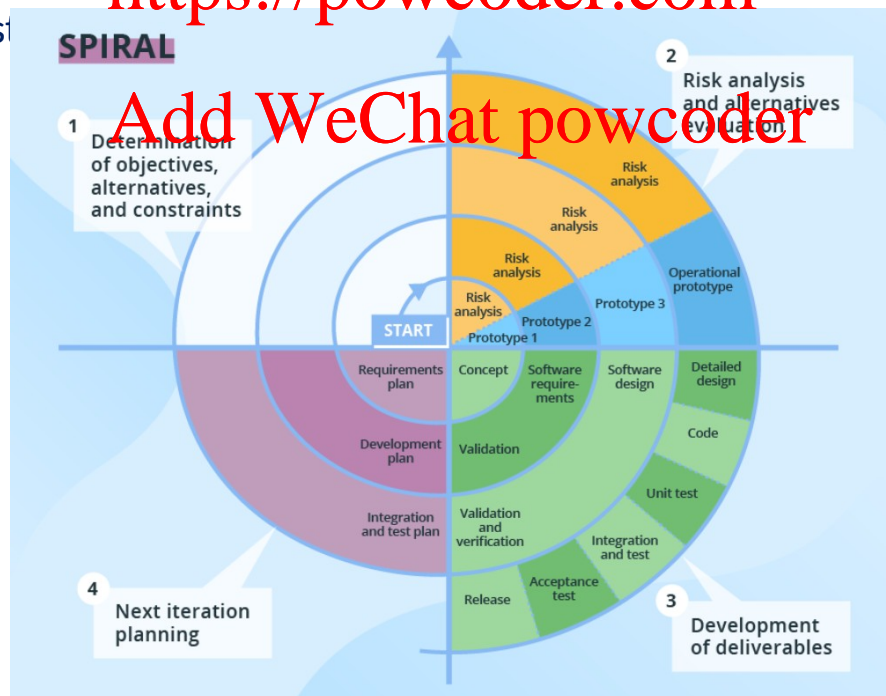 https://powcoder.com
SPIRAL
Add WeChat powcoder
1
Determination
of objectives,
alternatives,
and constraints
2
Risk analysis
and alternatives
evaluation
Risk
analysis
Risk
analysis
Risk
analysis
Risk
analysis
Operational
prototype
Prototype 3
Prototype 2
Prototype 1
START
Requirements
plan
Concept
Software
require-
ments
Software
design
Detailed
design
Code
Development
plan
Validation
Unit test
Integration
and test plan
Validation
and
verification
Integration
and test
Acceptance
test
Release
4
Next iteration
planning
3
Development
of deliverables